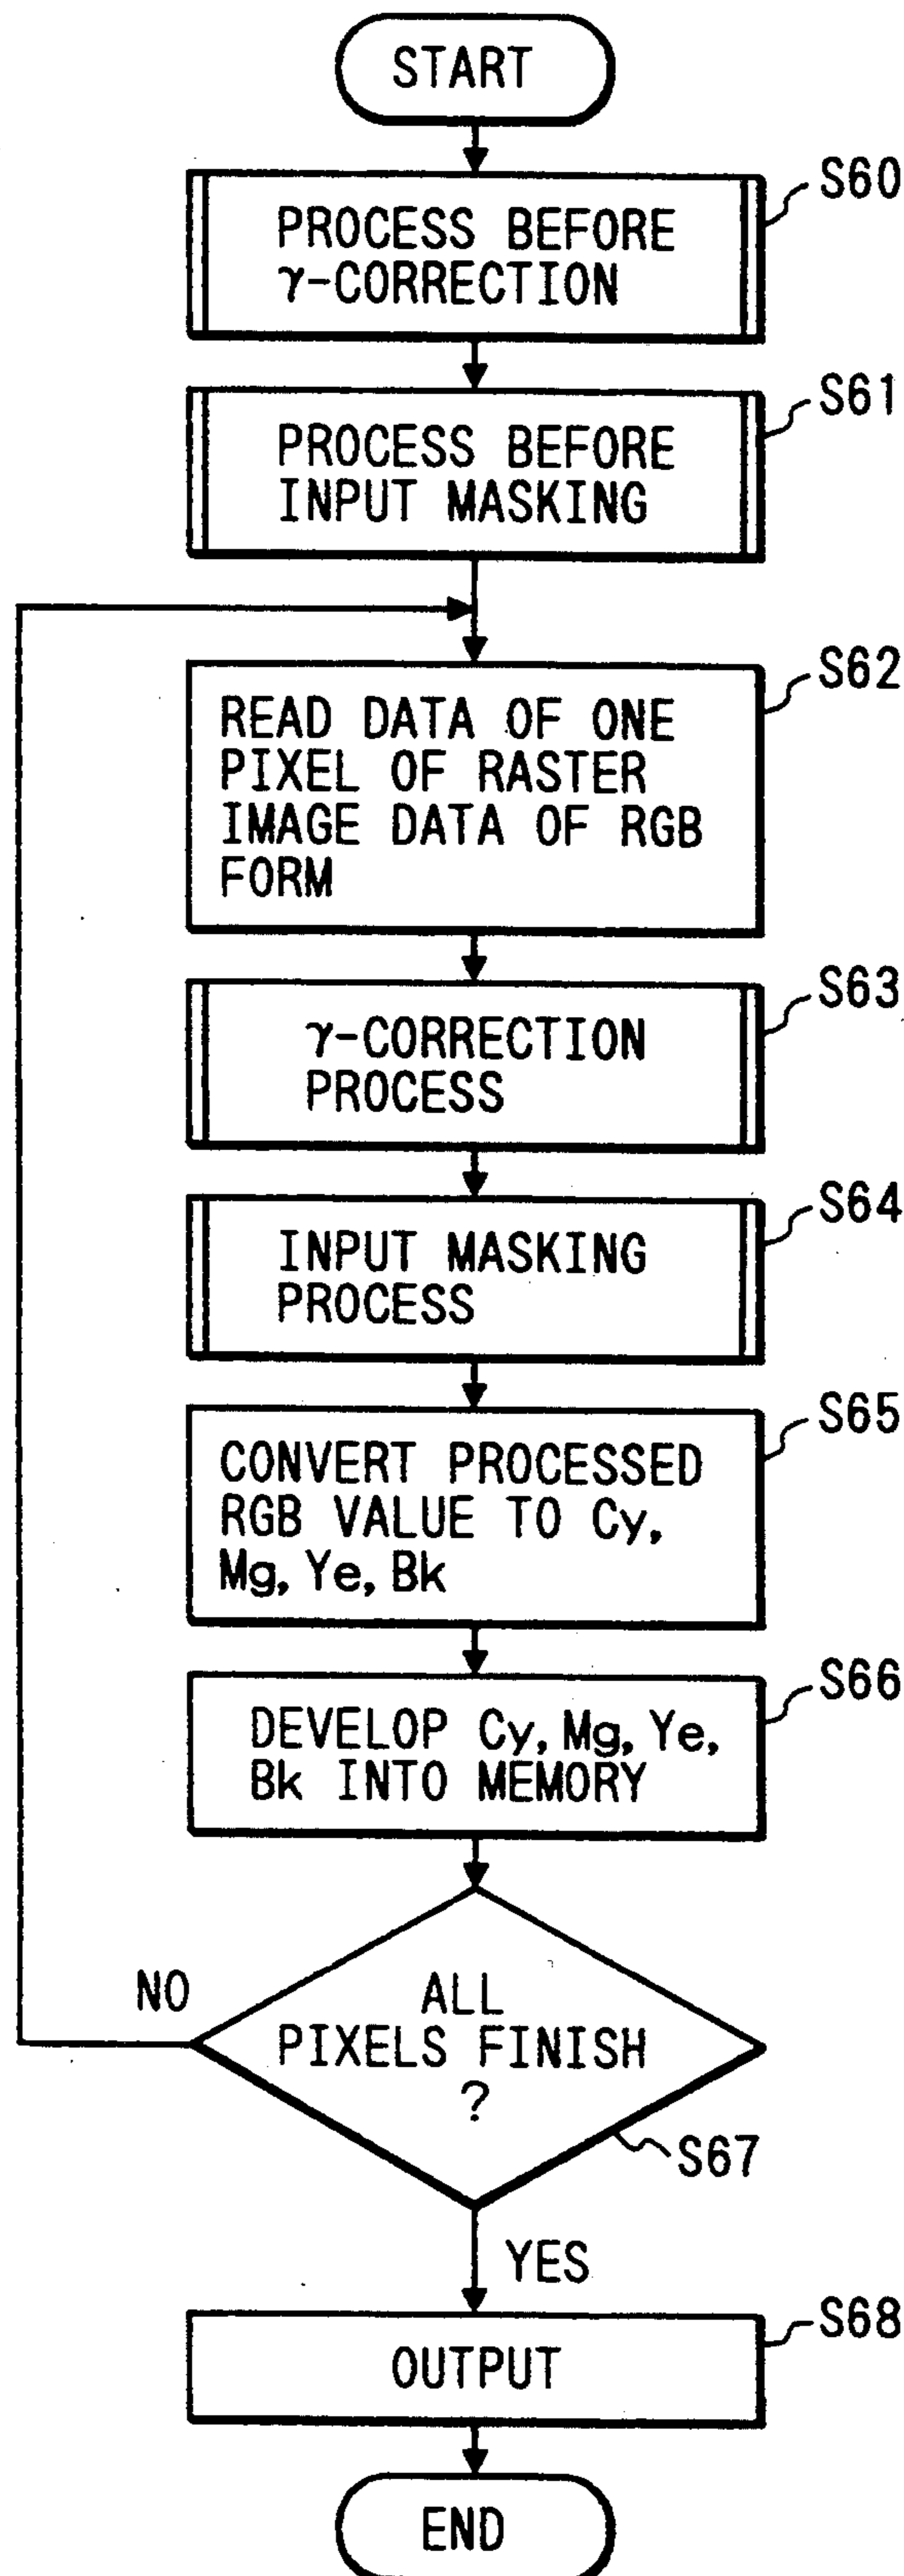 START
S60
PROCESS BEFORE
γ-CORRECTION
S61
PROCESS BEFORE
INPUT MASKING
S62
READ DATA OF ONE
PIXEL OF RASTER
IMAGE DATA OF RGB
FORM
S63
γ-CORRECTION
PROCESS
S64
INPUT MASKING
PROCESS
S65
CONVERT PROCESSED
RGB VALUE TO Cy,
Mg, Ye, Bk
S66
DEVELOP Cy, Mg, Ye,
Bk INTO MEMORY
NO
ALL
PIXELS FINISH
?
S67
YES
S68
OUTPUT
END